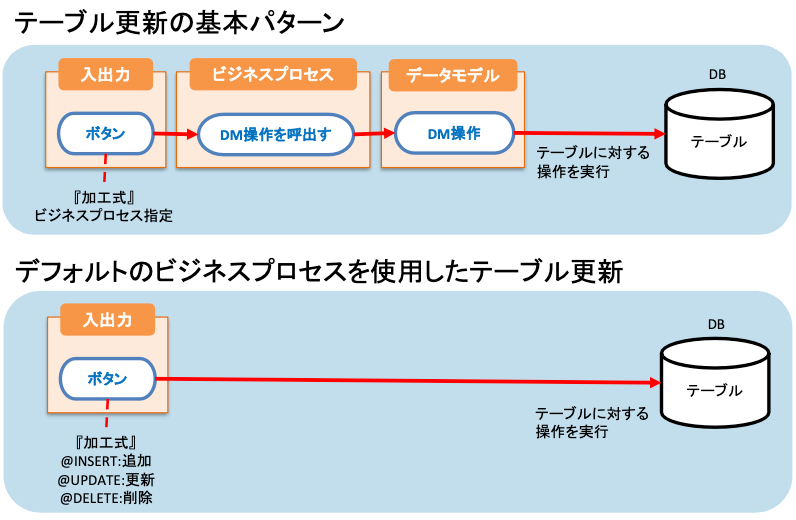 テーブル更新の基本パターン
入出力
ビジネスプロセス
データモデル
DB
ボタン
DM操作を呼出す
DM操作
テーブル
テーブルに対する
操作を実行
『加工式』
ビジネスプロセス指定
デフォルトのビジネスプロセスを使用したテーブル更新
入出力
DB
ボタン
テーブル
テーブルに対する
操作を実行
『加工式』
@INSERT:追加
@UPDATE:更新
@DELETE:削除